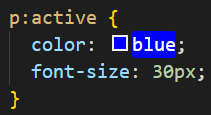 p:active {
color: blue;
font-size: 30px;
}